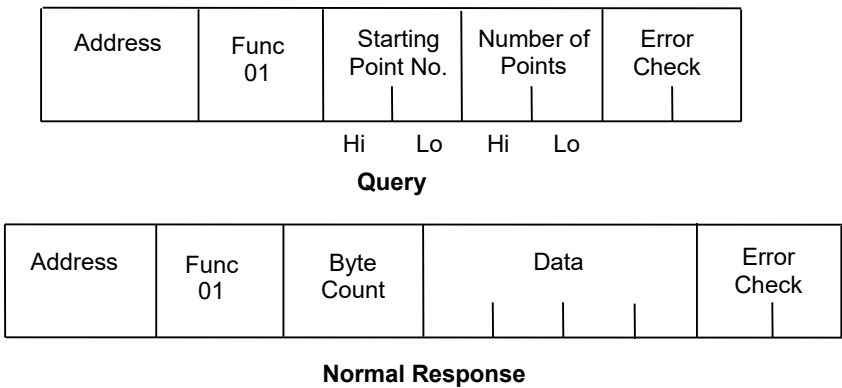 Address Func Starting Number of Error
01 Point No. Points Check
Hi Lo Hi Lo
Query
Address Func Byte Data Error
01 Count Check
Normal Response